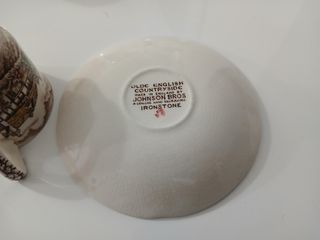 OLDE ENGLISH
COUNTRYSIDE
MADE IN ENGLAND BY
JOHNSON BROS
IRONSTONE